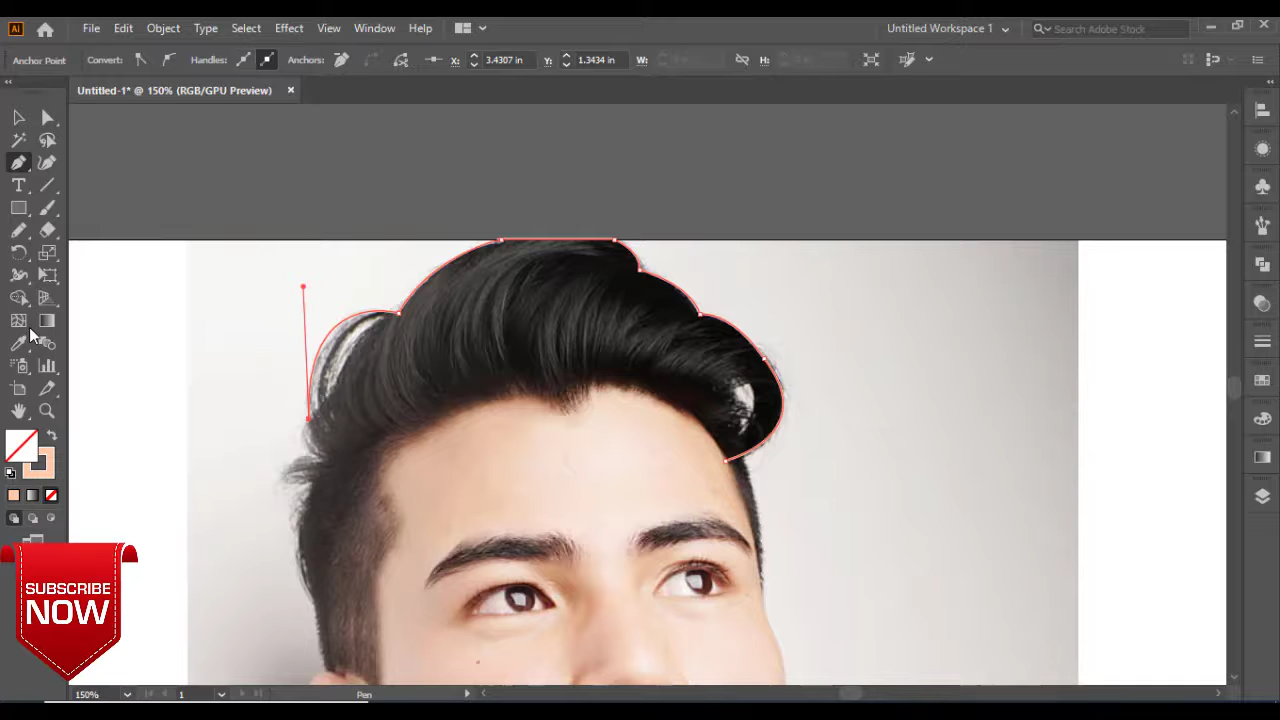 Ai File Edit Object Type Select Effect View Window Help Untitled Workspace 1 Search Adobe Stock
Anchor Point Convert: Handles: Anchors: X: 3.4307 in Y: 1.3434 in W: H:
Untitled-1* @ 150% (RGB/GPU Preview)
SUBSCRIBE
NOW
150% 1 Pen